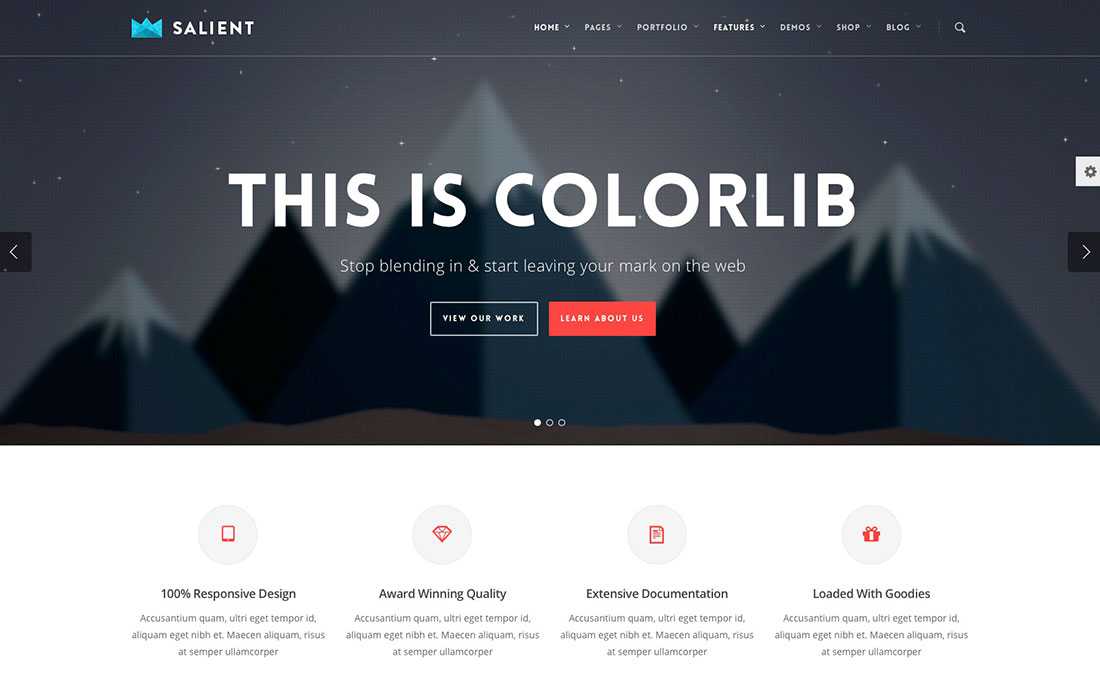 SALIENT
HOME PAGES PORTFOLIO FEATURES DEMOS SHOP BLOG
THIS IS COLORLIB
Stop blending in & start leaving your mark on the web
VIEW OUR WORK LEARN ABOUT US
100% Responsive Design
Accusantium quam, ultri eget tempor id,
aliquam eget nibh et. Maecen aliquam, risus
at semper ullamcorper
Award Winning Quality
Accusantium quam, ultri eget tempor id,
aliquam eget nibh et. Maecen aliquam, risus
at semper ullamcorper
Extensive Documentation
Accusantium quam, ultri eget tempor id,
aliquam eget nibh et. Maecen aliquam, risus
at semper ullamcorper
Loaded With Goodies
Accusantium quam, ultri eget tempor id,
aliquam eget nibh et. Maecen aliquam, risus
at semper ullamcorper